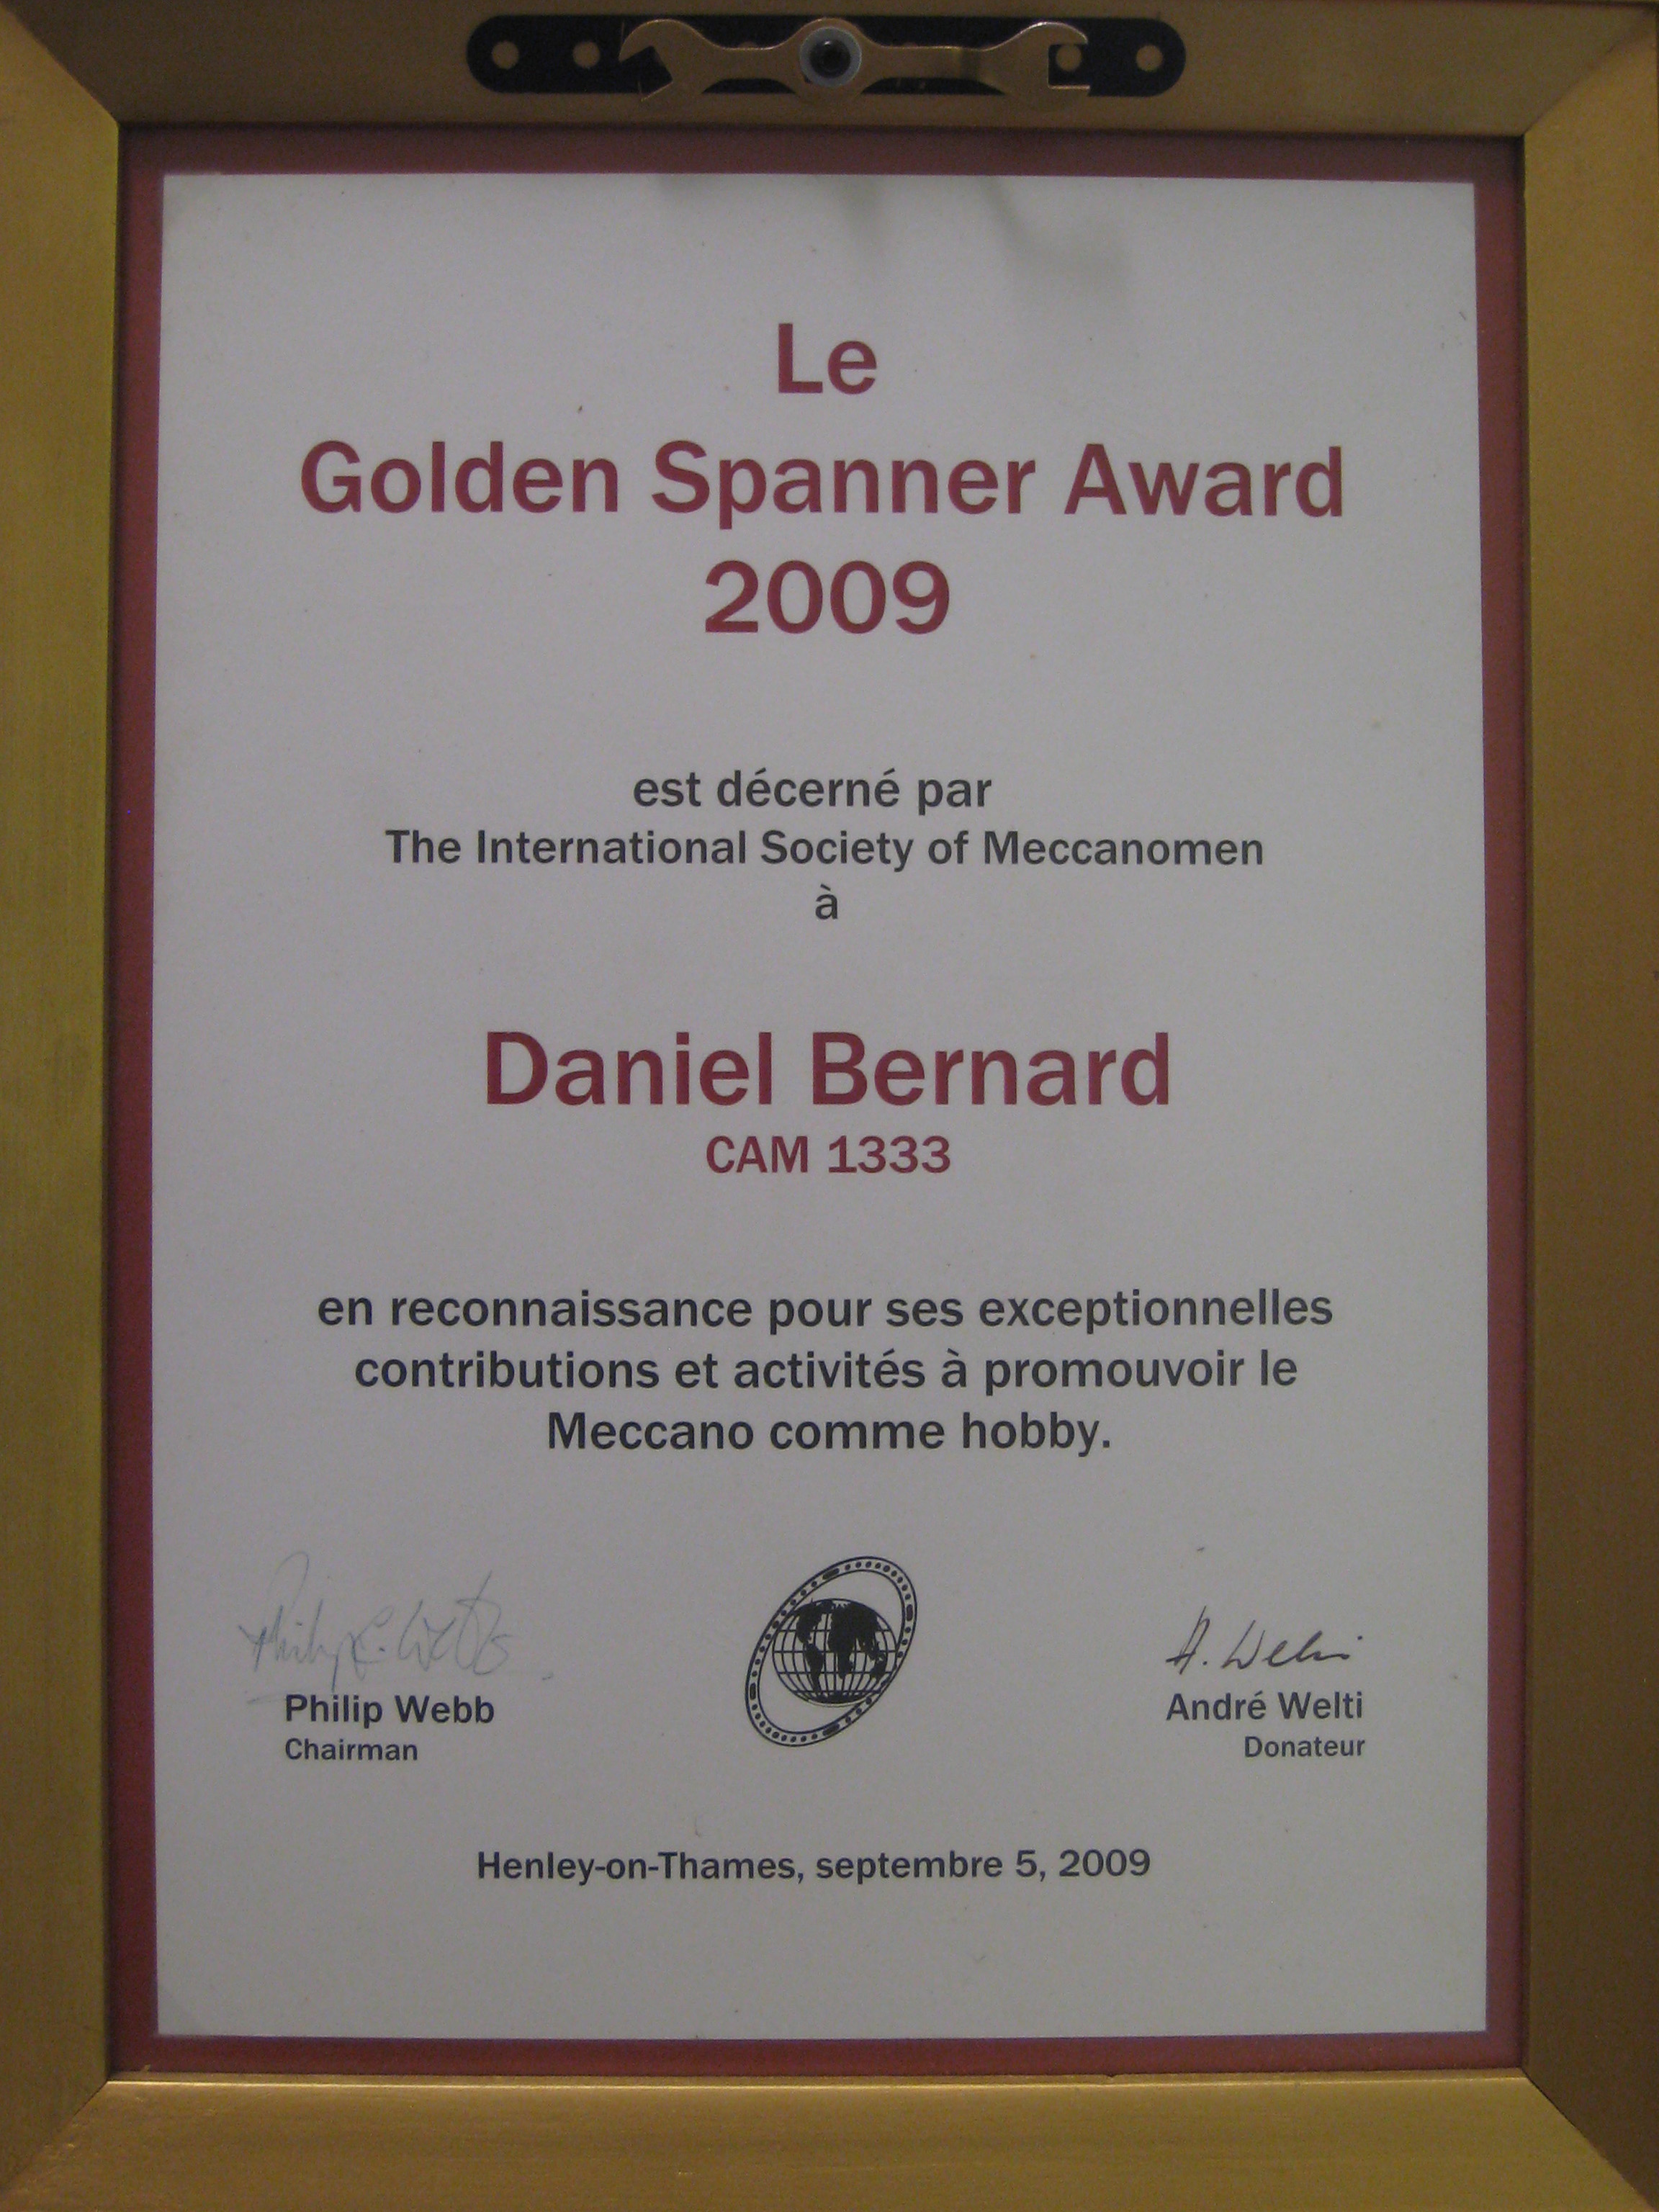 Le
Golden Spanner Award
2009
est décerné par
The International Society of Meccanomen
à
Daniel Bernard
CAM 1333
en reconnaissance pour ses exceptionnelles
contributions et activités à promouvoir le
Meccano comme hobby.
A. Welti
Philip Webb
Chairman
André Welti
Donateur
Henley-on-Thames, septembre 5, 2009